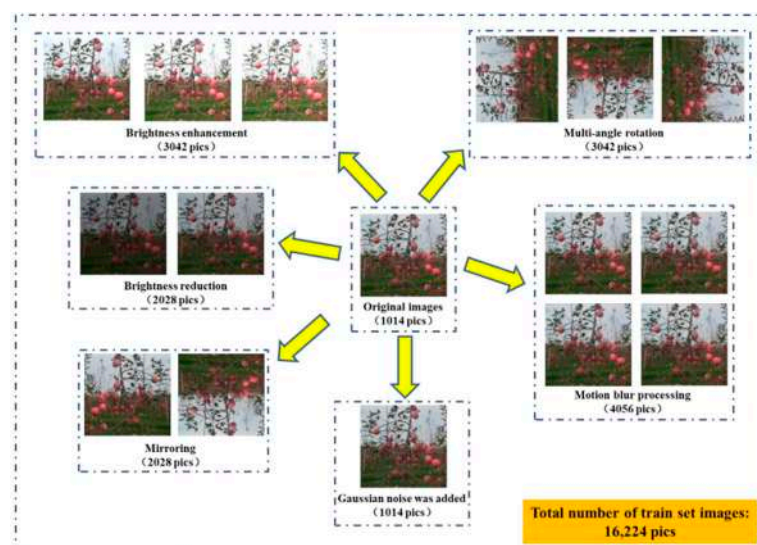 Brightness enhancement
（3042 pics）
Multi-angle rotation
（3042 pics）
Brightness reduction
（2028 pics）
Original images
（1014 pics）
Motion blur processing
（4056 pics）
Mirroring
（2028 pics）
Gaussian noise was added
（1014 pics）
Total number of train set images:
16,224 pics